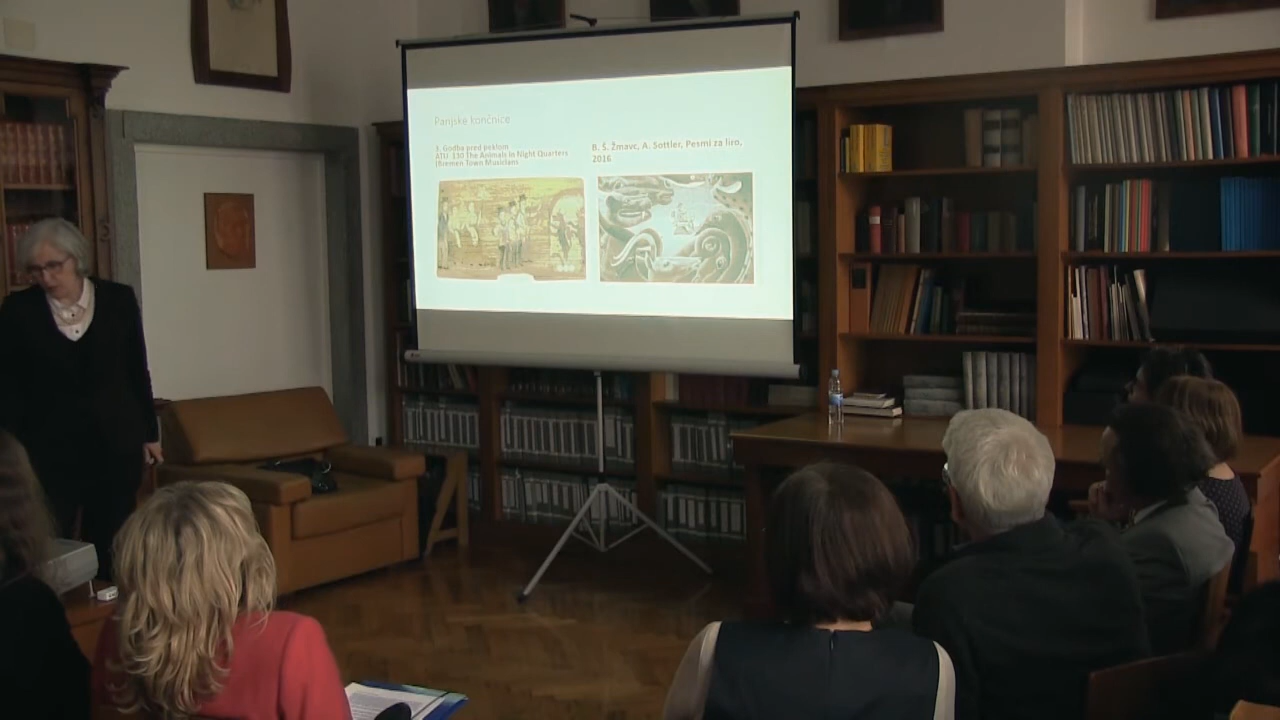 Panjske končnice
3. Godba pred peklom
ATU 130 The Animals in Night Quarters
(Bremen Town Musicians
B. Š. Žmavc, A. Sottler, Pesmi za liro,
2016